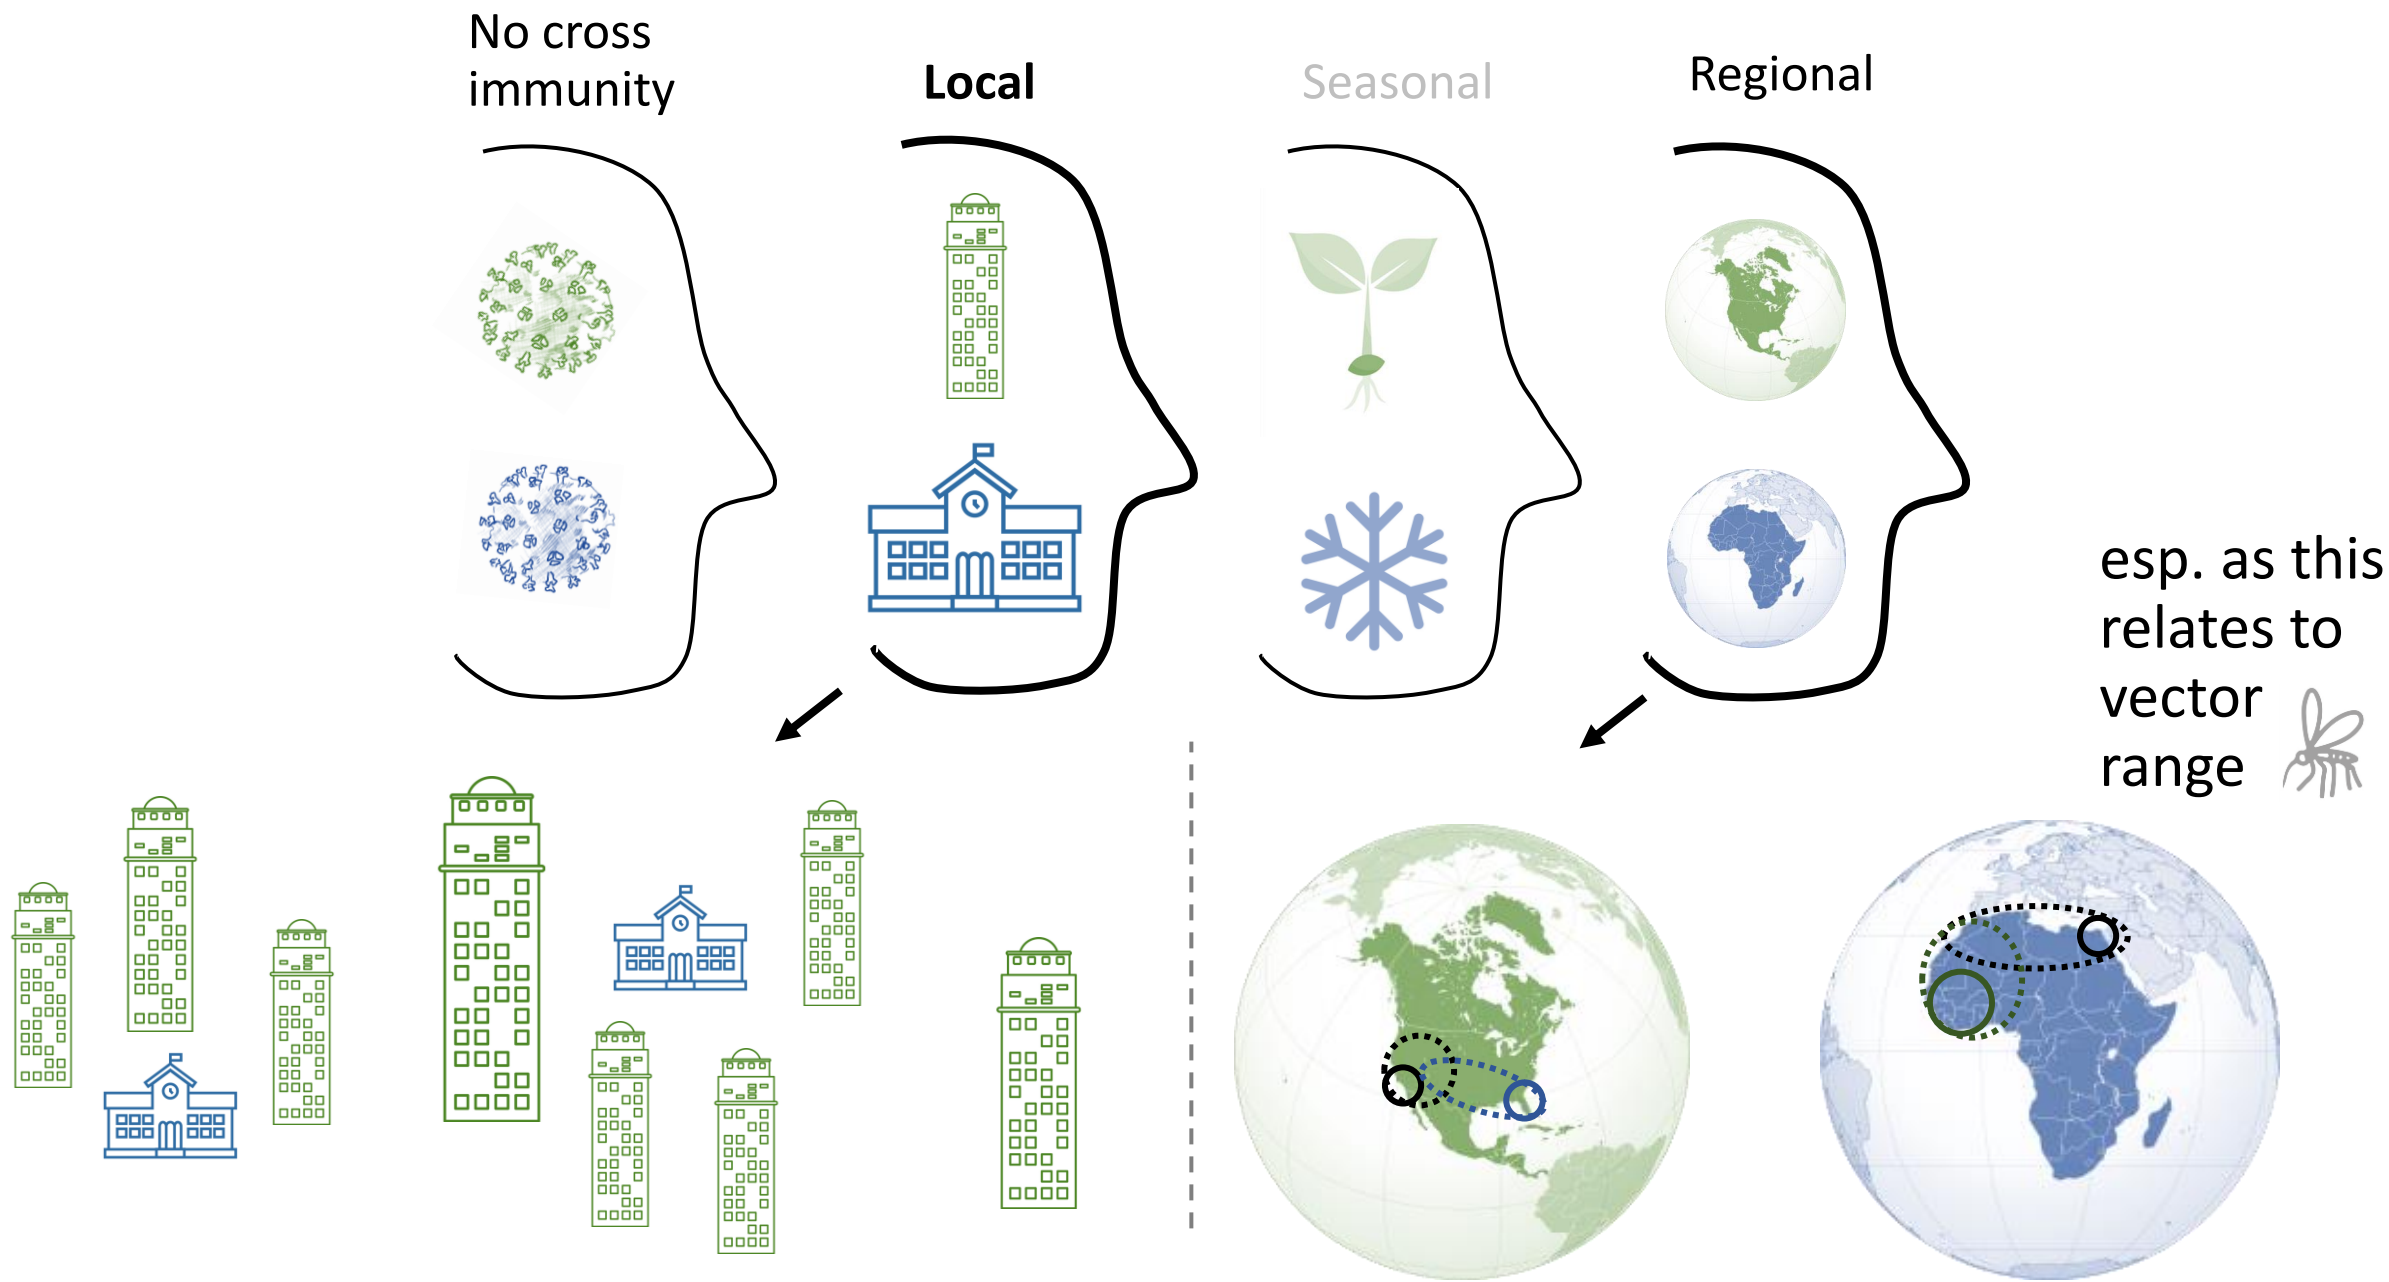 No cross
immunity
Local
Seasonal
Regional
esp. as this
relates to
vector
range